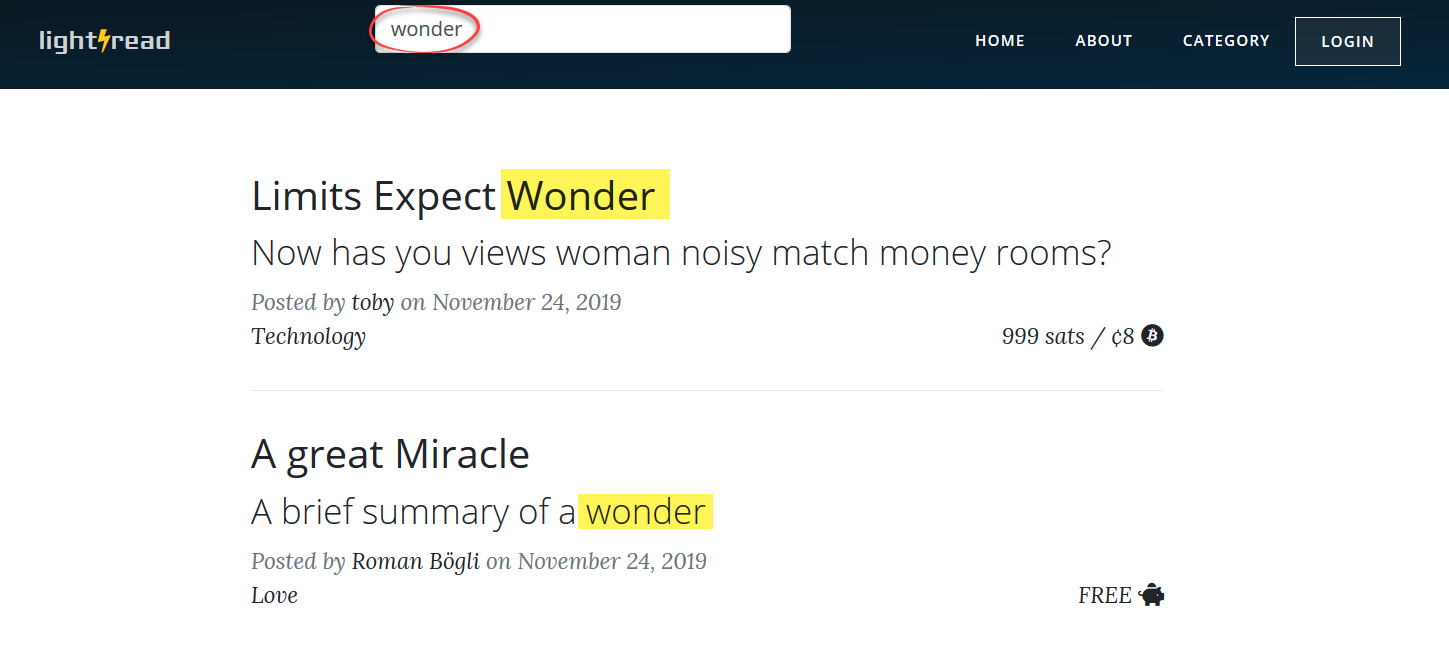 light⚡read wonder HOME ABOUT CATEGORY LOGIN
Limits Expect Wonder
Now has you views woman noisy match money rooms?
Posted by toby on November 24, 2019
Technology 999 sats / ¢8
A great Miracle
A brief summary of a wonder
Posted by Roman Bögli on November 24, 2019
Love FREE